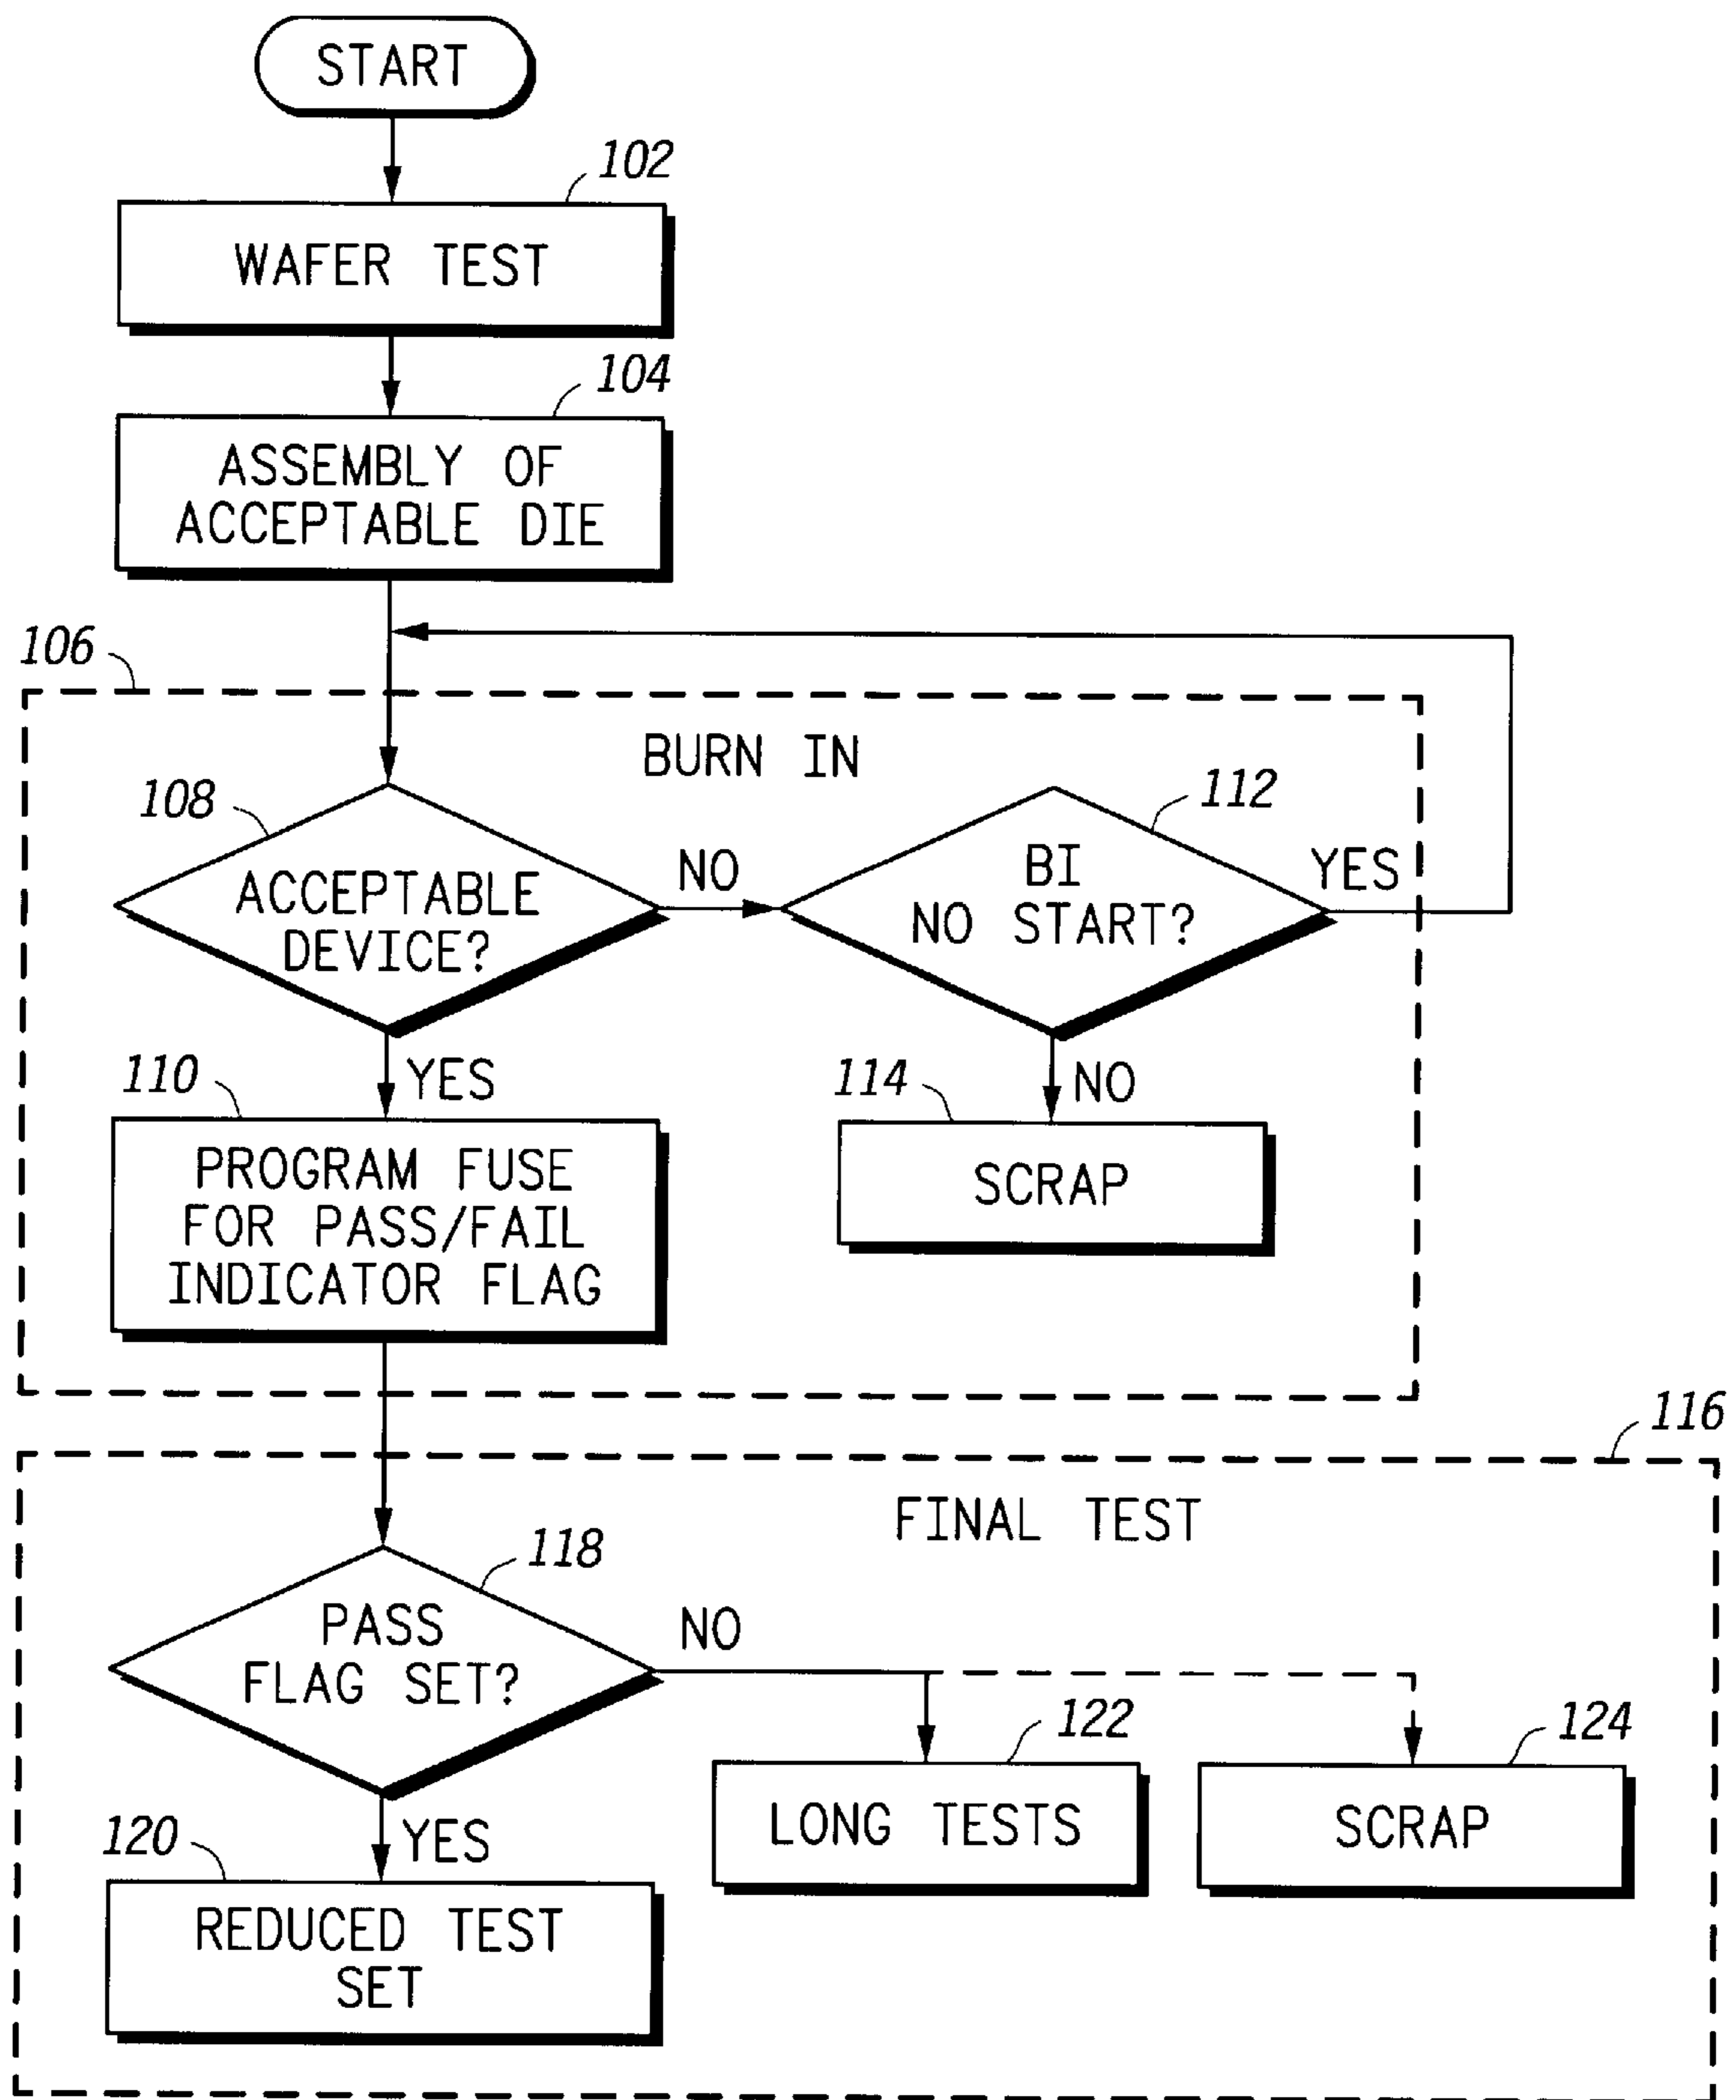 START
102
WAFER TEST
104
ASSEMBLY OF
ACCEPTABLE DIE
106
BURN IN
108
ACCEPTABLE
DEVICE?
NO
112
BI
NO START?
YES
YES
110
PROGRAM FUSE
FOR PASS/FAIL
INDICATOR FLAG
NO
114
SCRAP
116
FINAL TEST
118
PASS
FLAG SET?
NO
122
LONG TESTS
124
SCRAP
YES
120
REDUCED TEST
SET